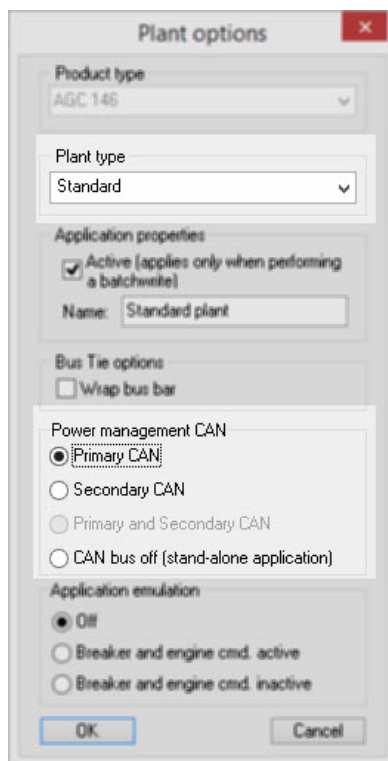 Plant options
Product type
AGC 146
Plant type
Standard
Application properties
Active (applies only when performing
a batchwrite)
Name: Standard plant
Bus Tie options
Wrap bus bar
Power management CAN
Primary CAN
Secondary CAN
Primary and Secondary CAN
CAN bus off (stand-alone application)
Application emulation
Off
Breaker and engine cmd. active
Breaker and engine cmd. inactive
OK Cancel